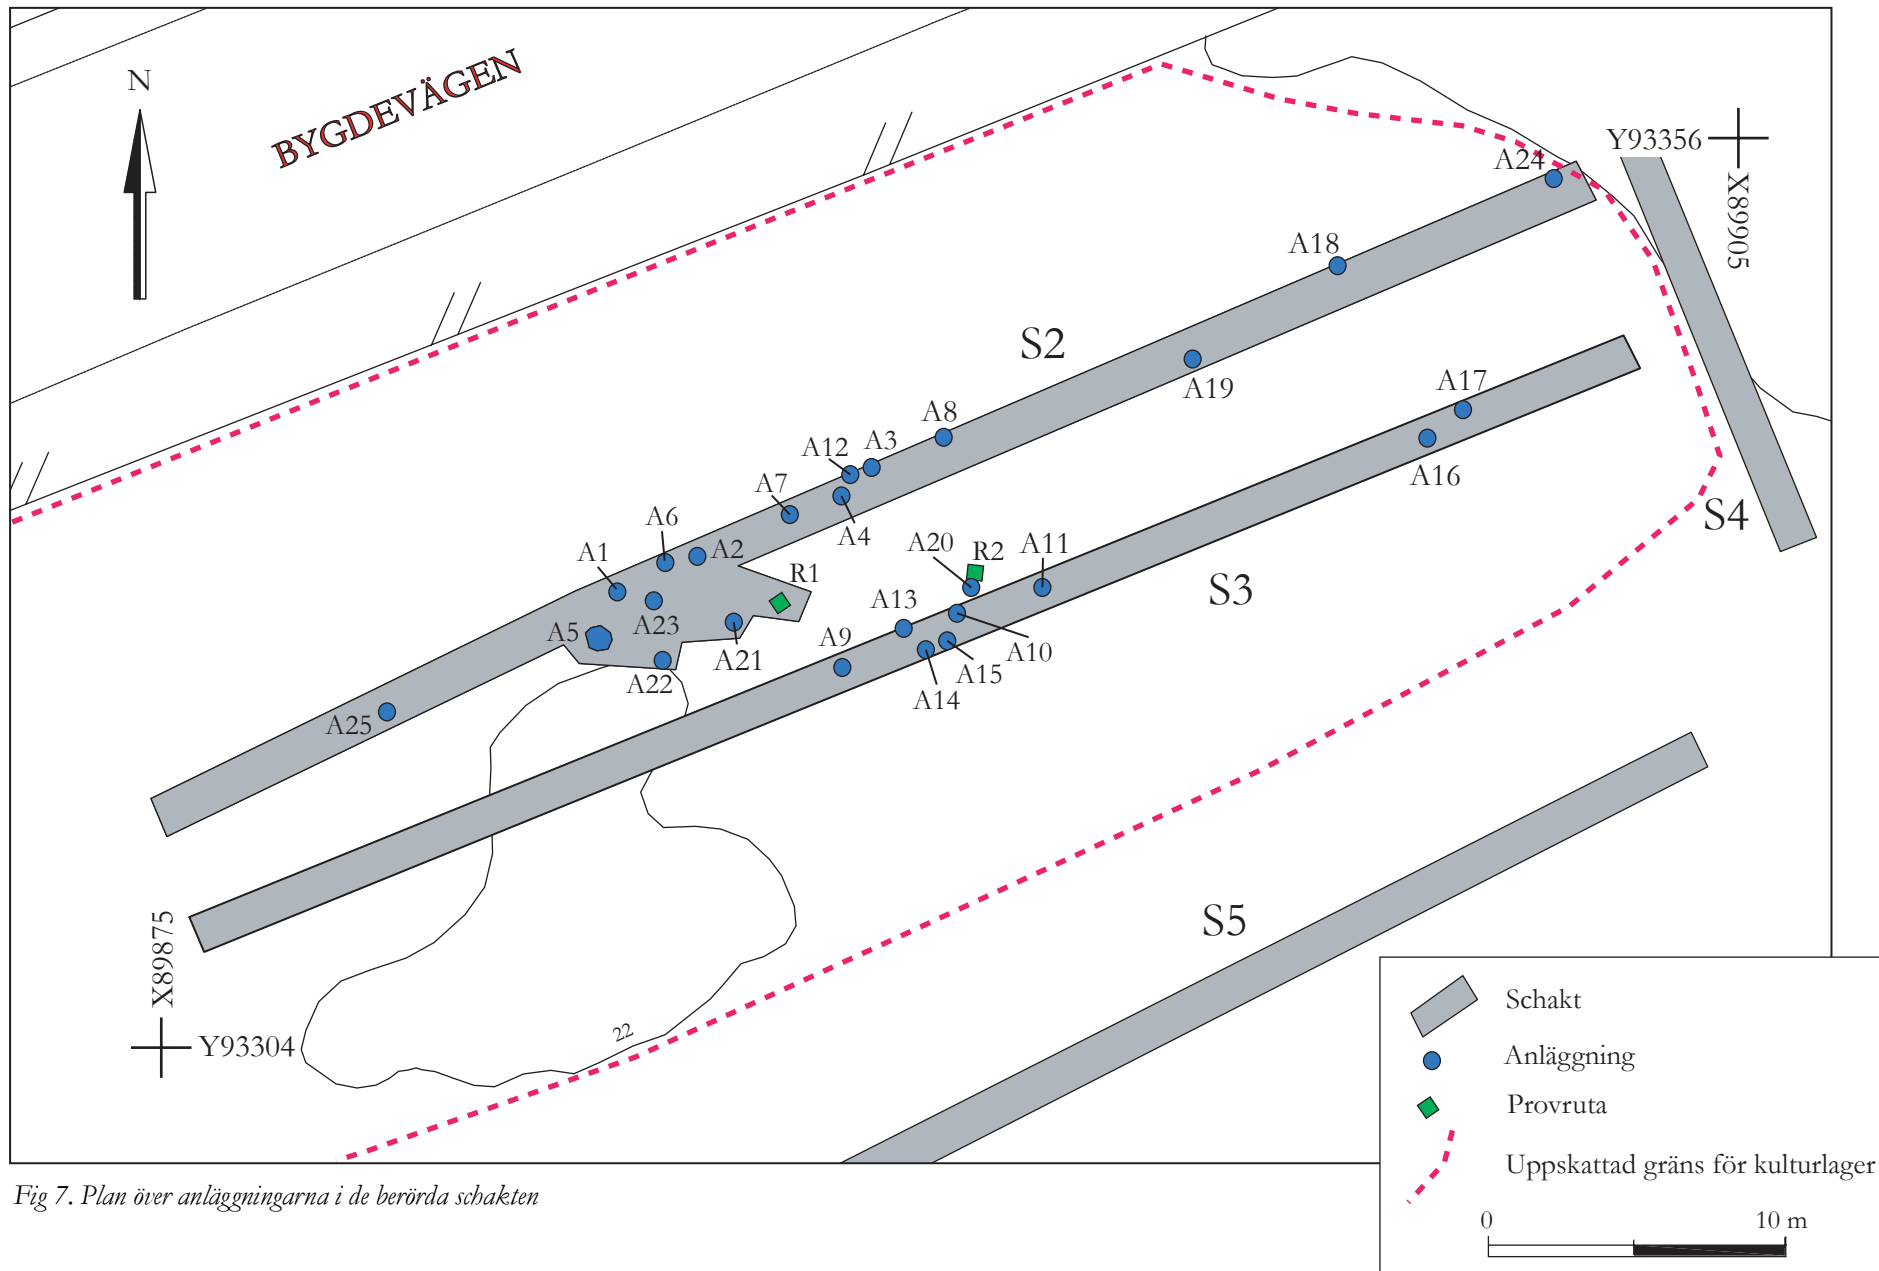 N
BYGDEVÄGEN
Y93356
X89905
A24
A18
S2
A19
A17
A8
A3
A12
A16
A7
S4
A4
A6
A2
A20
R2
A11
A1
R1
S3
A13
A5
A23
A9
A10
A21
A15
A22
A14
A25
S5
X89875
Y93304
22
Schakt
Anläggning
Provruta
Uppskattad gräns för kulturlager
0 10 m
Fig 7. Plan över anläggningarna i de berörda schakten